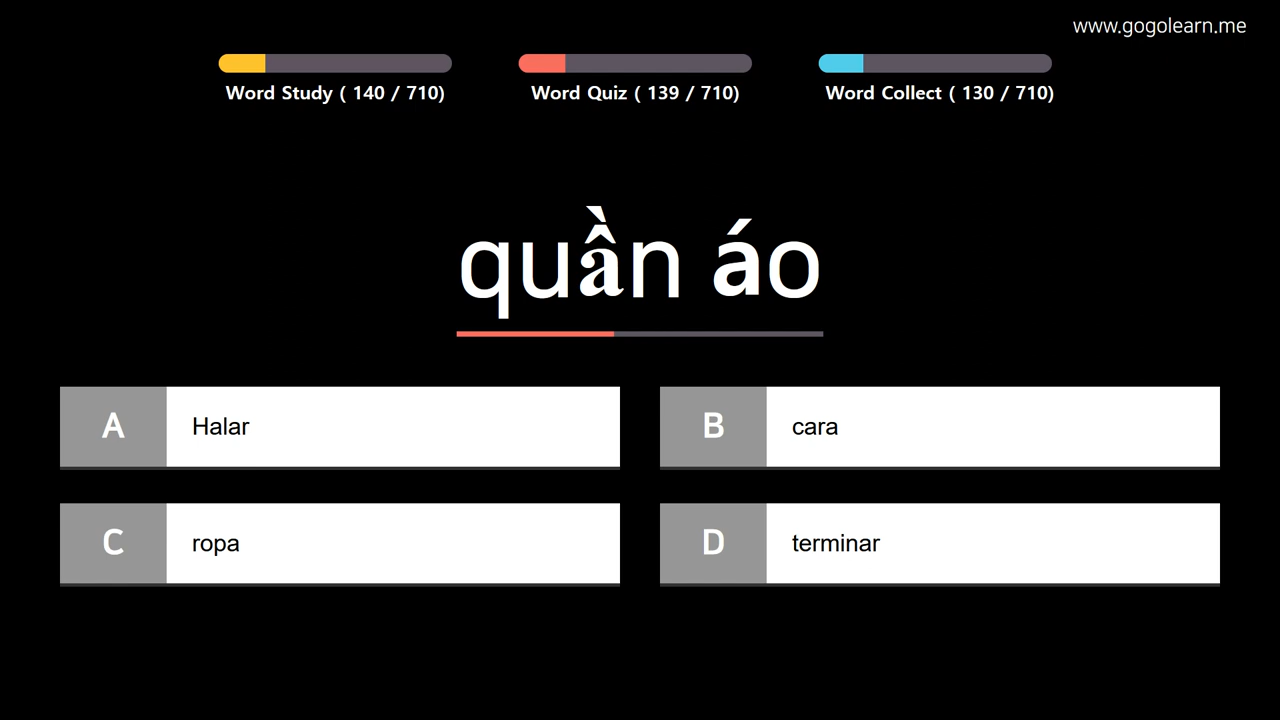 www.gogolearn.me
Word Study ( 140 / 710)
Word Quiz ( 139 / 710)
Word Collect ( 130 / 710)
quần áo
A Halar
B cara
C ropa
D terminar